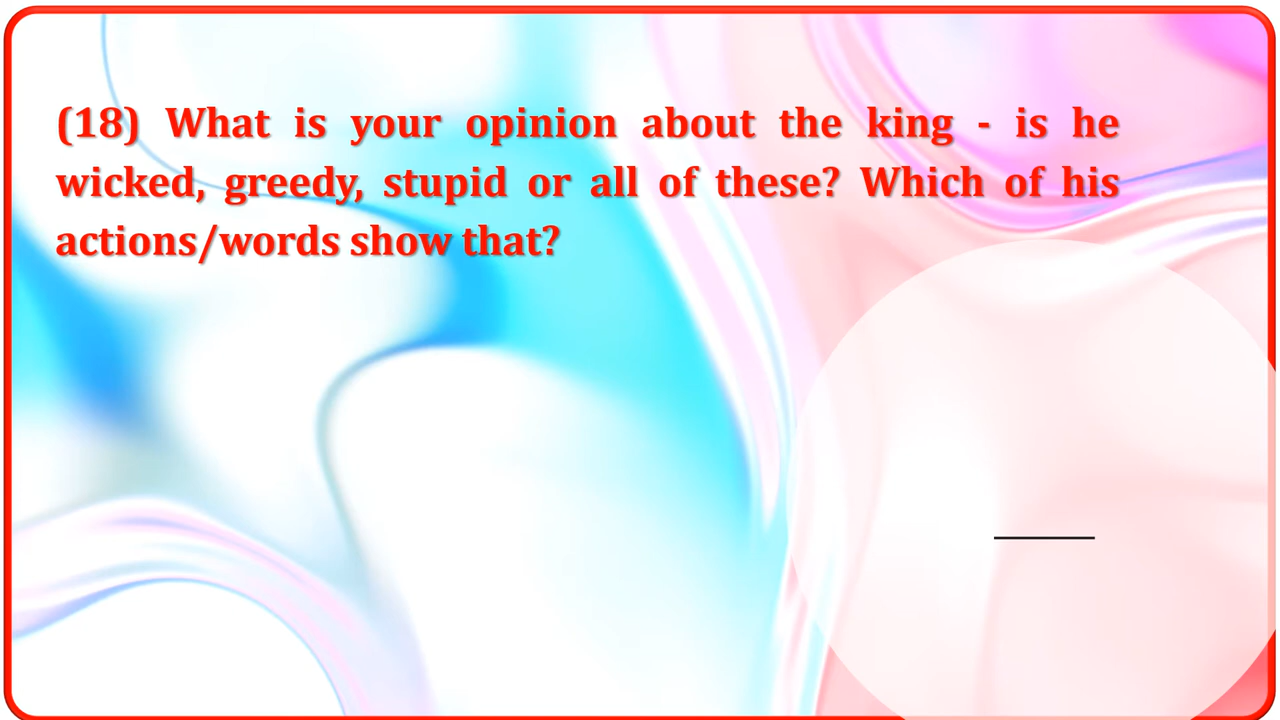 (18) What is your opinion about the king - is he
wicked, greedy, stupid or all of these? Which of his
actions/words show that?